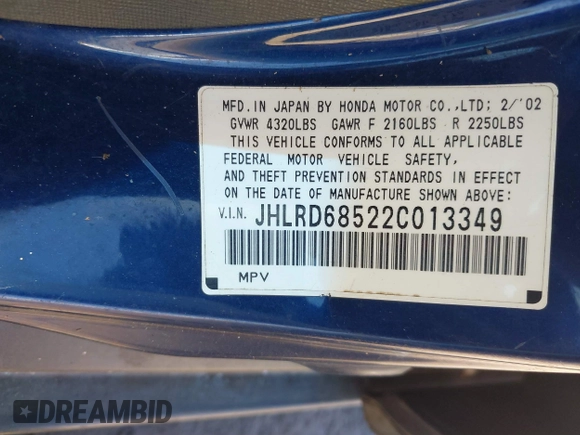 MFD. IN JAPAN BY HONDA MOTOR CO.,LTD; 2/'02
GVWR 4320LBS GAWR F 2160LBS R 2250LBS
THIS VEHICLE CONFORMS TO ALL APPLICABLE
FEDERAL MOTOR VEHICLE SAFETY,
AND THEFT PREVENTION STANDARDS IN EFFECT
ON THE DATE OF MANUFACTURE SHOWN ABOVE:
V.I.N. JHLRD68522C013349
MPV
DREAMBID